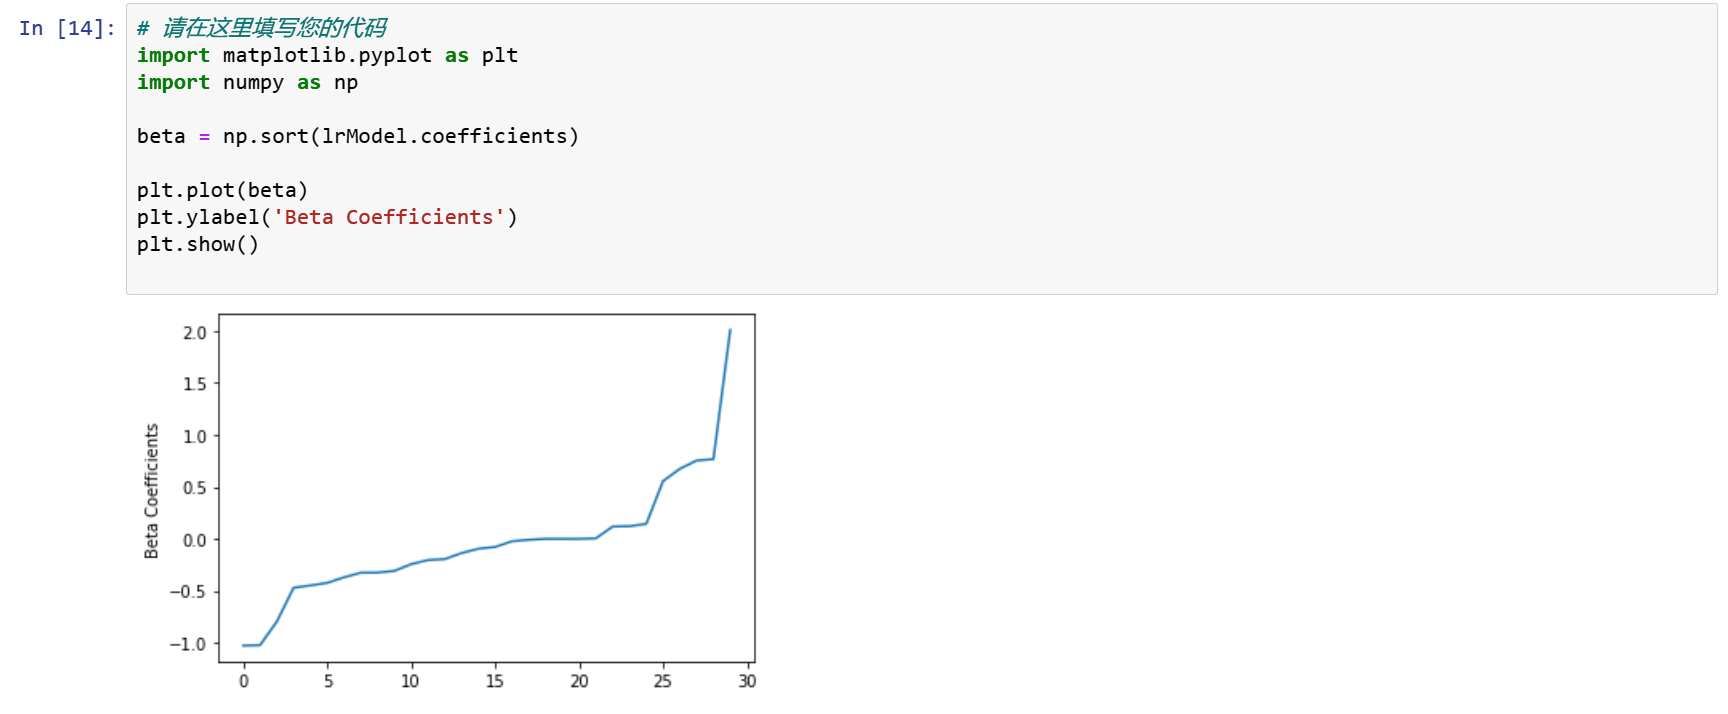 In [14]:
# 请在这里填写您的代码
import matplotlib.pyplot as plt
import numpy as np
beta = np.sort(lrModel.coefficients)
plt.plot(beta)
plt.ylabel('Beta Coefficients')
plt.show()
2.0
1.5
1.0
0.5
0.0
−0.5
−1.0
Beta Coefficients
0 5 10 15 20 25 30